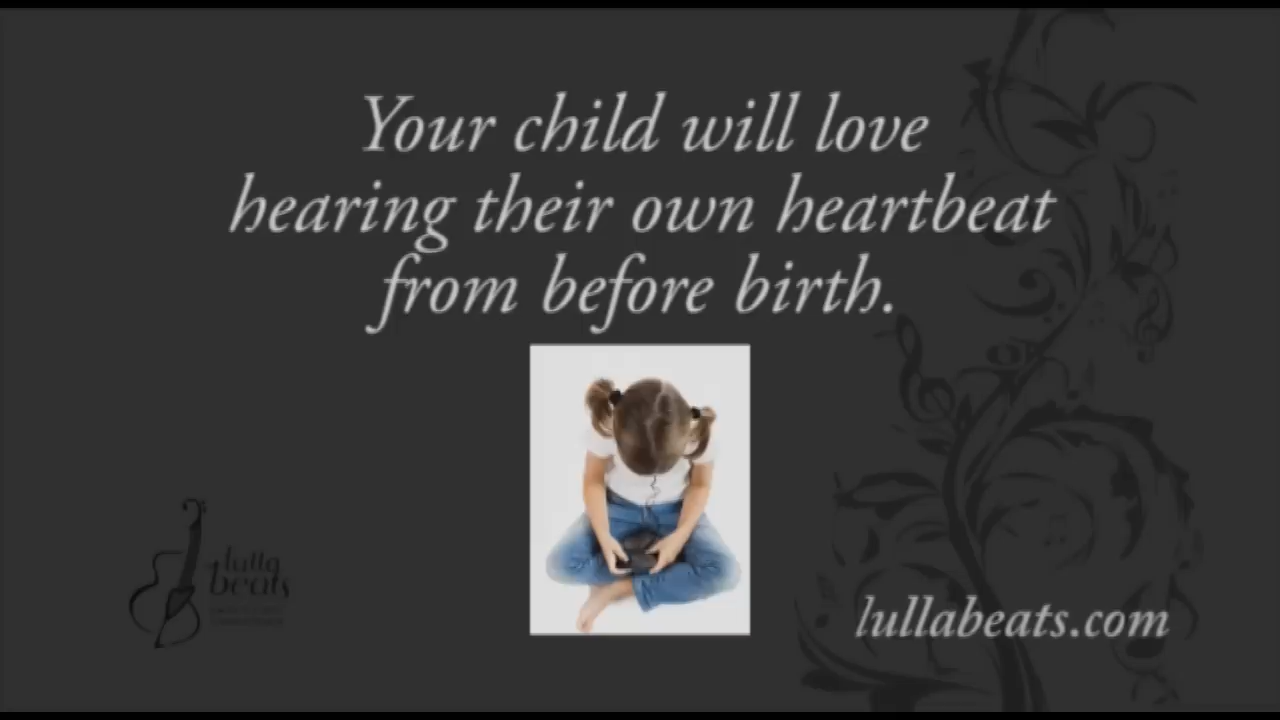 Your child will love
hearing their own heartbeat
from before birth.
lulla
beats
lullabeats.com